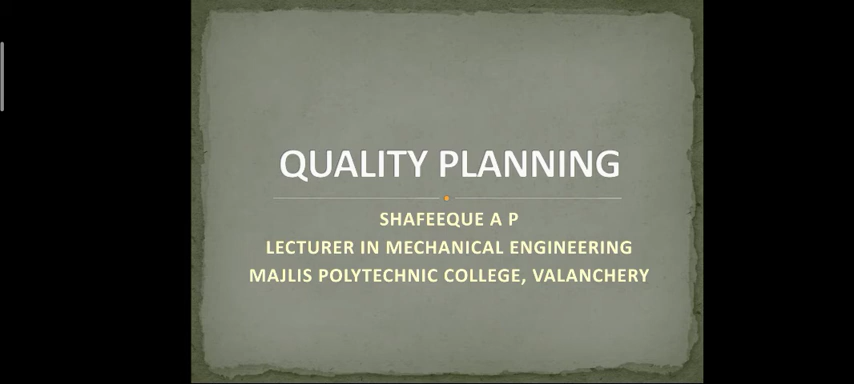 QUALITY PLANNING
SHAFEEQUE A P
LECTURER IN MECHANICAL ENGINEERING
MAJLIS POLYTECHNIC COLLEGE, VALANCHERY